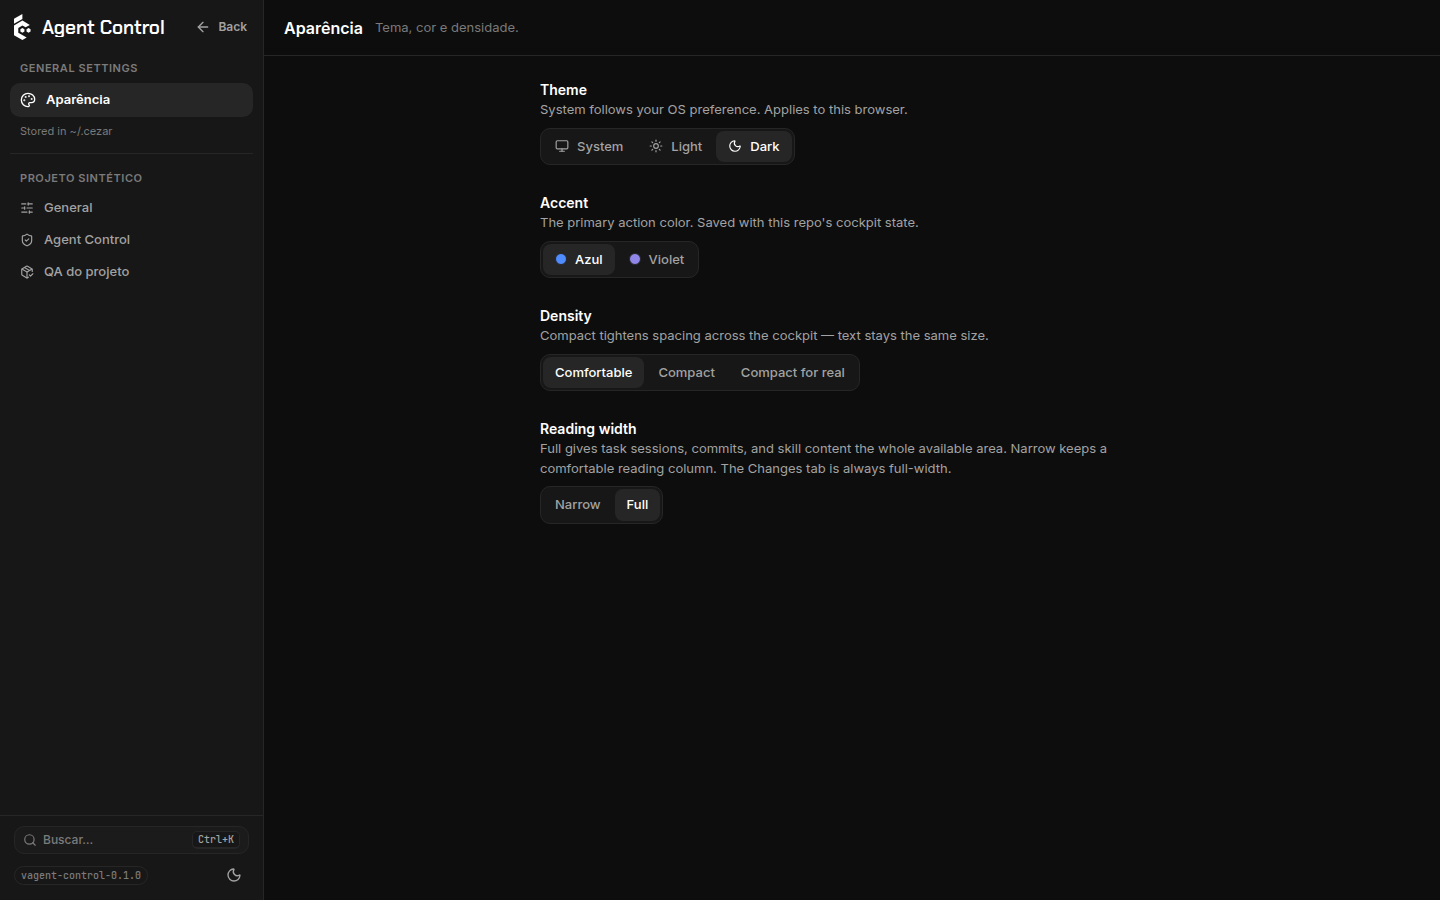 Agent Control
Back
GENERAL SETTINGS
Aparência
Stored in ~/.cezar
PROJETO SINTÉTICO
General
Agent Control
QA do projeto
Buscar...
Ctrl+K
vagent-control-0.1.0
Aparência
Tema, cor e densidade.
Theme
System follows your OS preference. Applies to this browser.
System
Light
Dark
Accent
The primary action color. Saved with this repo's cockpit state.
Azul
Violet
Density
Compact tightens spacing across the cockpit — text stays the same size.
Comfortable
Compact
Compact for real
Reading width
Full gives task sessions, commits, and skill content the whole available area. Narrow keeps a
comfortable reading column. The Changes tab is always full-width.
Narrow
Full